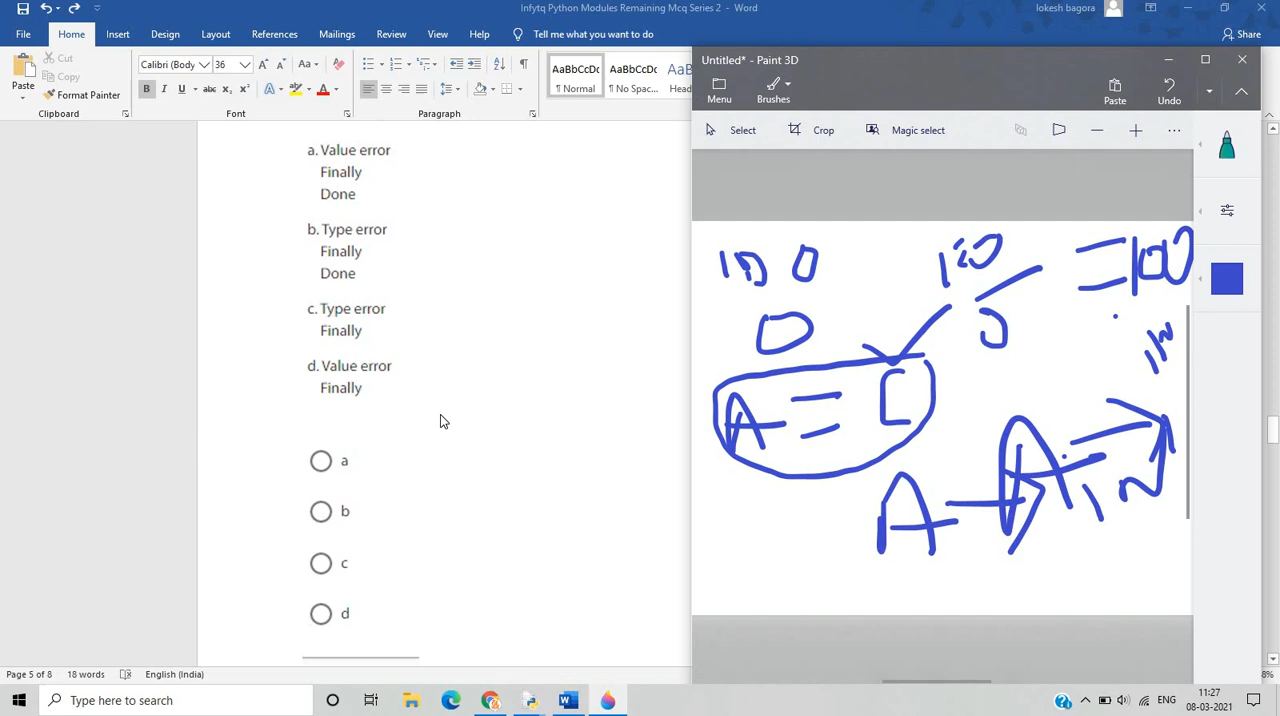 Infytq Python Modules Remaining Mcq Series 2 - Word
lokesh bagora
File Home Insert Design Layout References Mailings Review View Help Tell me what you want to do Share
Paste
Cut
Copy
Format Painter
Clipboard
Calibri (Body
36
Font
Paragraph
AaBbCcDc
¶ Normal
AaBbCcDc
¶ No Spac...
AaBbC
Head
a. Value error
Finally
Done
b. Type error
Finally
Done
c. Type error
Finally
d. Value error
Finally
a
b
c
d
Untitled* - Paint 3D
Menu
Brushes
Paste
Undo
Select
Crop
Magic select
A =
A
A
Page 5 of 8
18 words
English (India)
8%
Type here to search
ENG
11:27
08-03-2021